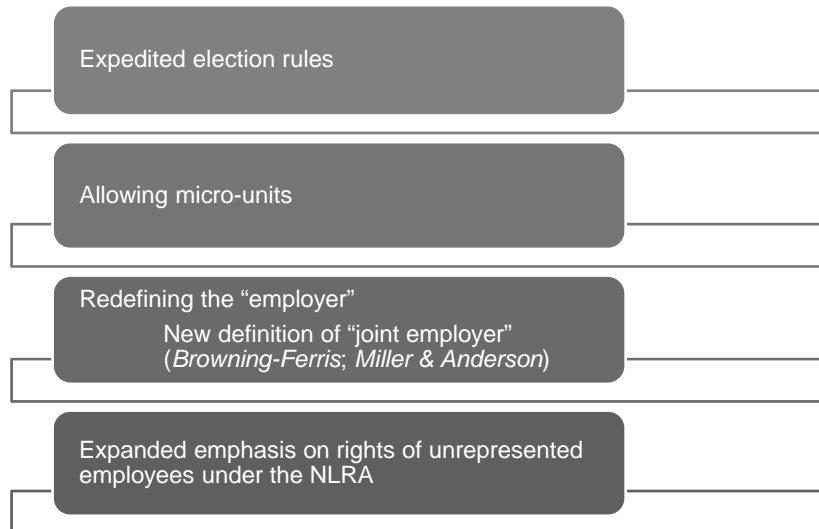 Expedited election rules
Allowing micro-units
Redefining the “employer”
New definition of “joint employer”
(Browning-Ferris; Miller & Anderson)
Expanded emphasis on rights of unrepresented
employees under the NLRA